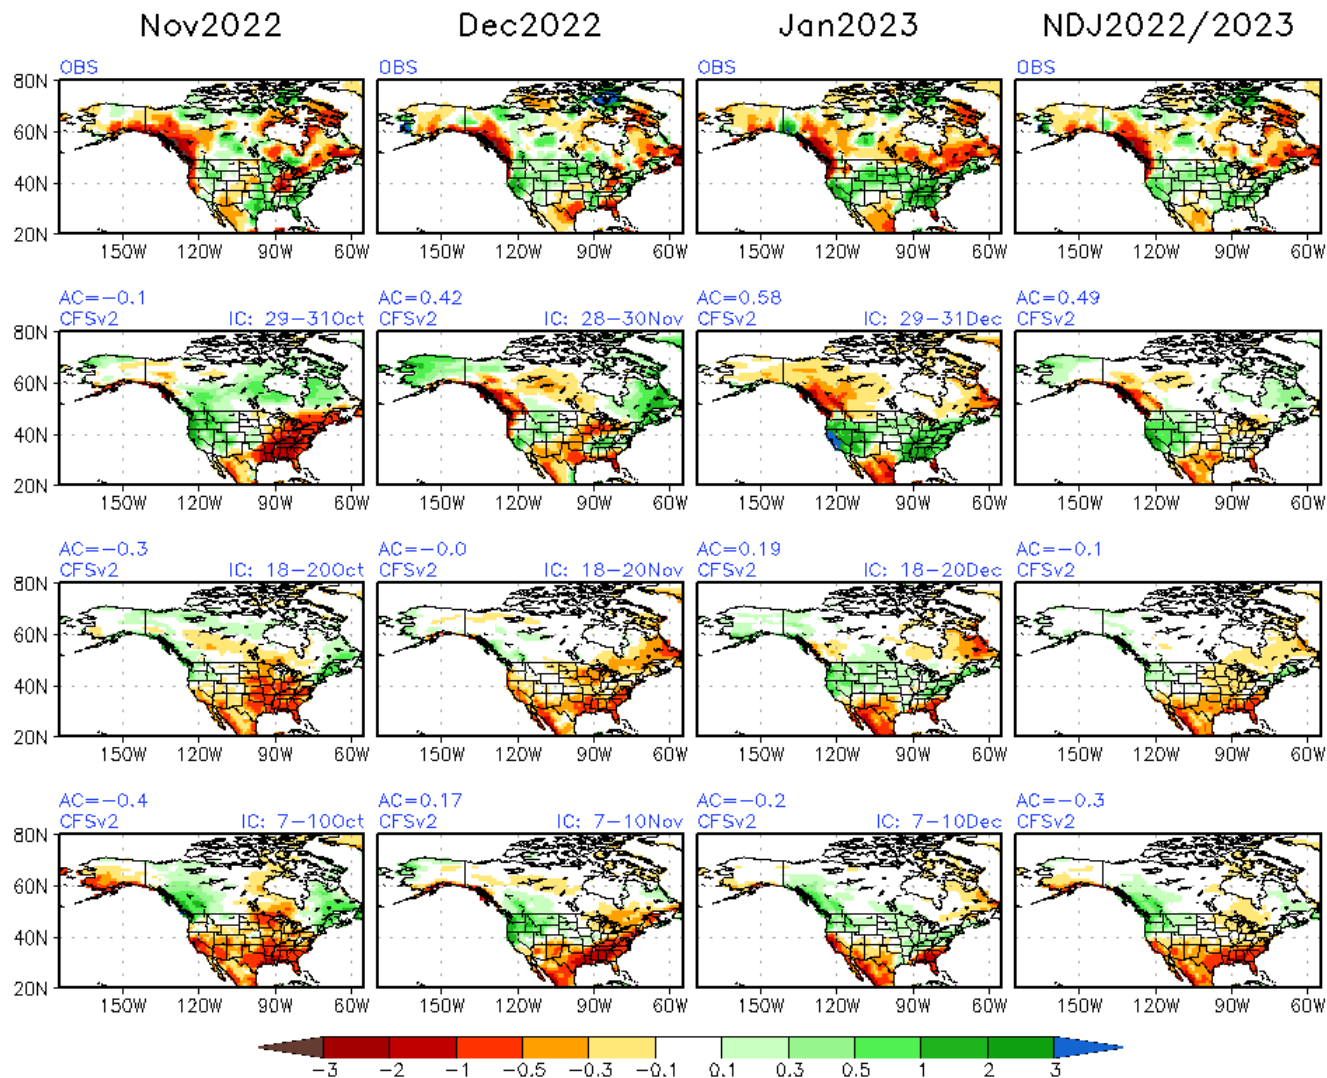 Nov2022 Dec2022 Jan2023 NDJ2022/2023
OBS OBS OBS OBS
80N
60N
40N
20N
150W 120W 90W 60W 150W 120W 90W 60W 150W 120W 90W 60W 150W 120W 90W 60W
AC=-0.1 AC=0.42 AC=0.58 AC=0.49
CFSv2 IC: 29-31Oct CFSv2 IC: 28-30Nov CFSv2 IC: 29-31Dec CFSv2
80N
60N
40N
20N
150W 120W 90W 60W 150W 120W 90W 60W 150W 120W 90W 60W 150W 120W 90W 60W
AC=-0.3 AC=-0.0 AC=0.19 AC=-0.1
CFSv2 IC: 18-20Oct CFSv2 IC: 18-20Nov CFSv2 IC: 18-20Dec CFSv2
80N
60N
40N
20N
150W 120W 90W 60W 150W 120W 90W 60W 150W 120W 90W 60W 150W 120W 90W 60W
AC=-0.4 AC=0.17 AC=-0.2 AC=-0.3
CFSv2 IC: 7-10Oct CFSv2 IC: 7-10Nov CFSv2 IC: 7-10Dec CFSv2
80N
60N
40N
20N
150W 120W 90W 60W 150W 120W 90W 60W 150W 120W 90W 60W 150W 120W 90W 60W
-3 -2 -1 -0.5 -0.3 -0.1 0.1 0.3 0.5 1 2 3